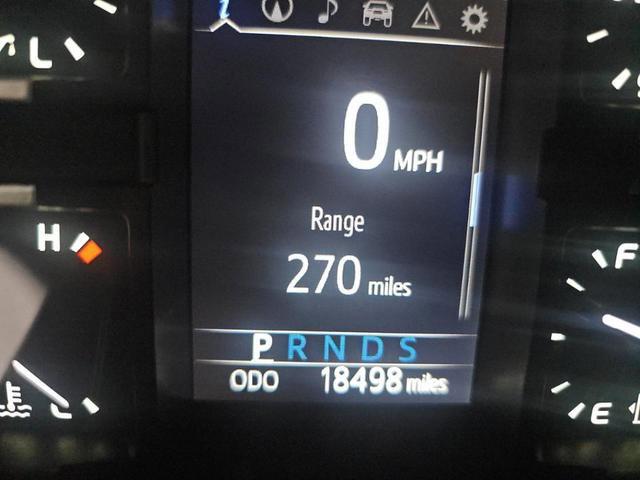 L
0 MPH
Range
270 miles
H
F
P R N D S
ODO 18498 miles
C
E